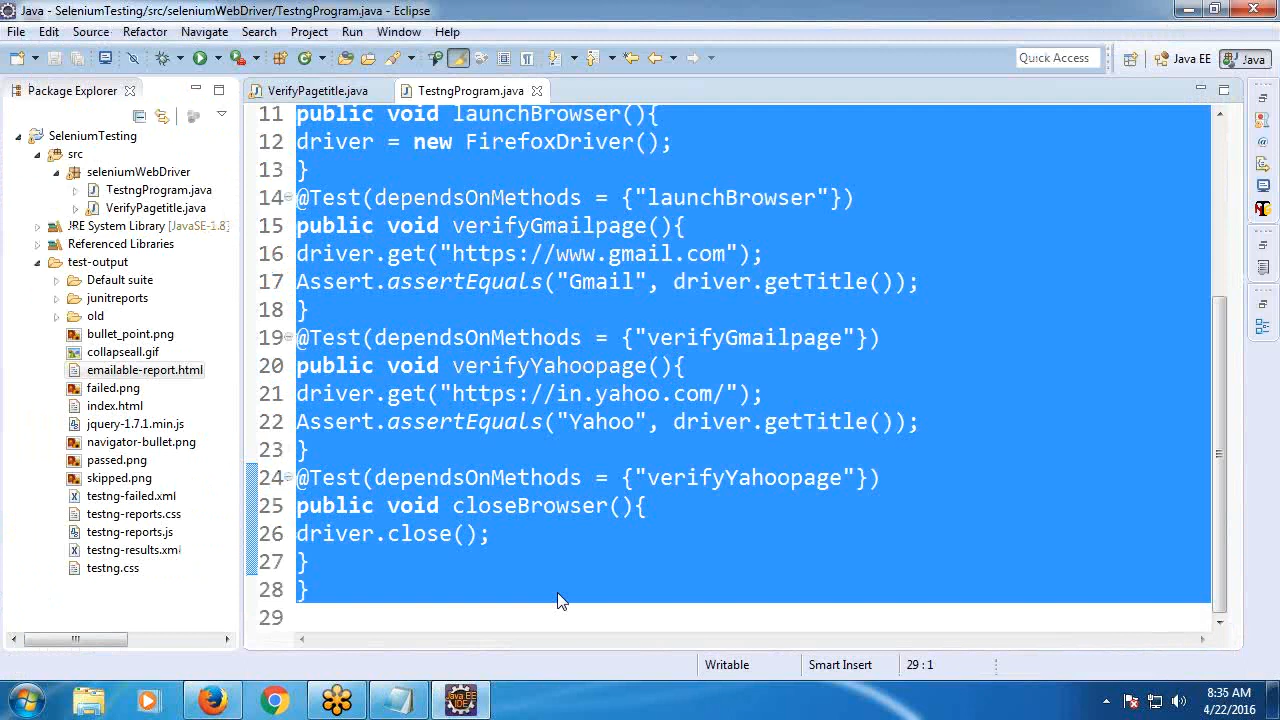 Java - SeleniumTesting/src/seleniumWebDriver/TestngProgram.java - Eclipse
File Edit Source Refactor Navigate Search Project Run Window Help
Quick Access
Java EE
Java
Package Explorer
VerifyPagetitle.java
TestngProgram.java
SeleniumTesting
src
seleniumWebDriver
TestngProgram.java
VerifyPagetitle.java
JRE System Library [JavaSE-1.8]
Referenced Libraries
test-output
Default suite
junitreports
old
bullet_point.png
collapseall.gif
emailable-report.html
failed.png
index.html
jquery-1.7.1.min.js
navigator-bullet.png
passed.png
skipped.png
testng-failed.xml
testng-reports.css
testng-reports.js
testng-results.xml
testng.css
11 public void launchBrowser(){
12 driver = new FirefoxDriver();
13 }
14 @Test(dependsOnMethods = {"launchBrowser"})
15 public void verifyGmailpage(){
16 driver.get("https://www.gmail.com");
17 Assert.assertEquals("Gmail", driver.getTitle());
18 }
19 @Test(dependsOnMethods = {"verifyGmailpage"})
20 public void verifyYahoopage(){
21 driver.get("https://in.yahoo.com/");
22 Assert.assertEquals("Yahoo", driver.getTitle());
23 }
24 @Test(dependsOnMethods = {"verifyYahoopage"})
25 public void closeBrowser(){
26 driver.close();
27 }
28 }
29
Writable
Smart Insert
29 : 1
Java EE
IDE
8:35 AM
4/22/2016